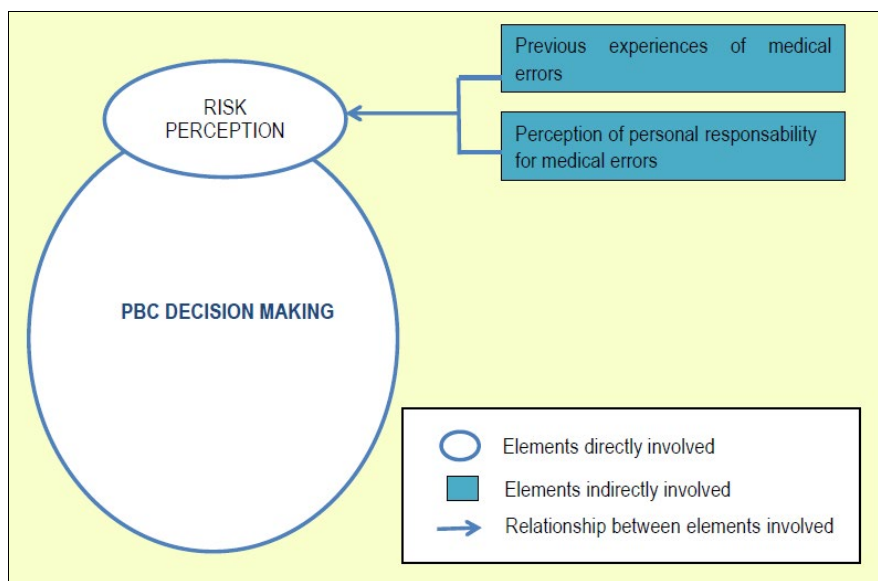 Previous experiences of medical
errors
RISK
PERCEPTION
Perception of personal responsability
for medical errors
PBC DECISION MAKING
Elements directly involved
Elements indirectly involved
Relationship between elements involved